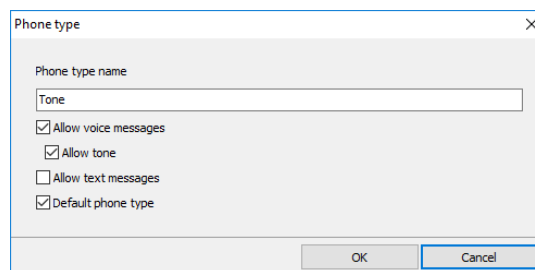 Phone type
Phone type name
Tone
Allow voice messages
Allow tone
Allow text messages
Default phone type
OK Cancel